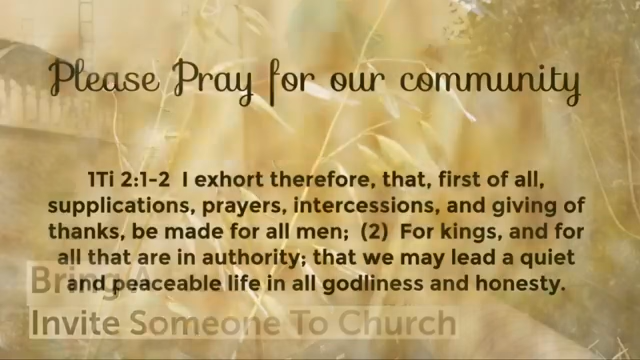 Please Pray for our community
1Ti 2:1-2 I exhort therefore, that, first of all,
supplications, prayers, intercessions, and giving of
thanks, be made for all men; (2) For kings, and for
all that are in authority; that we may lead a quiet
and peaceable life in all godliness and honesty.
Bring A
Invite Someone To Church